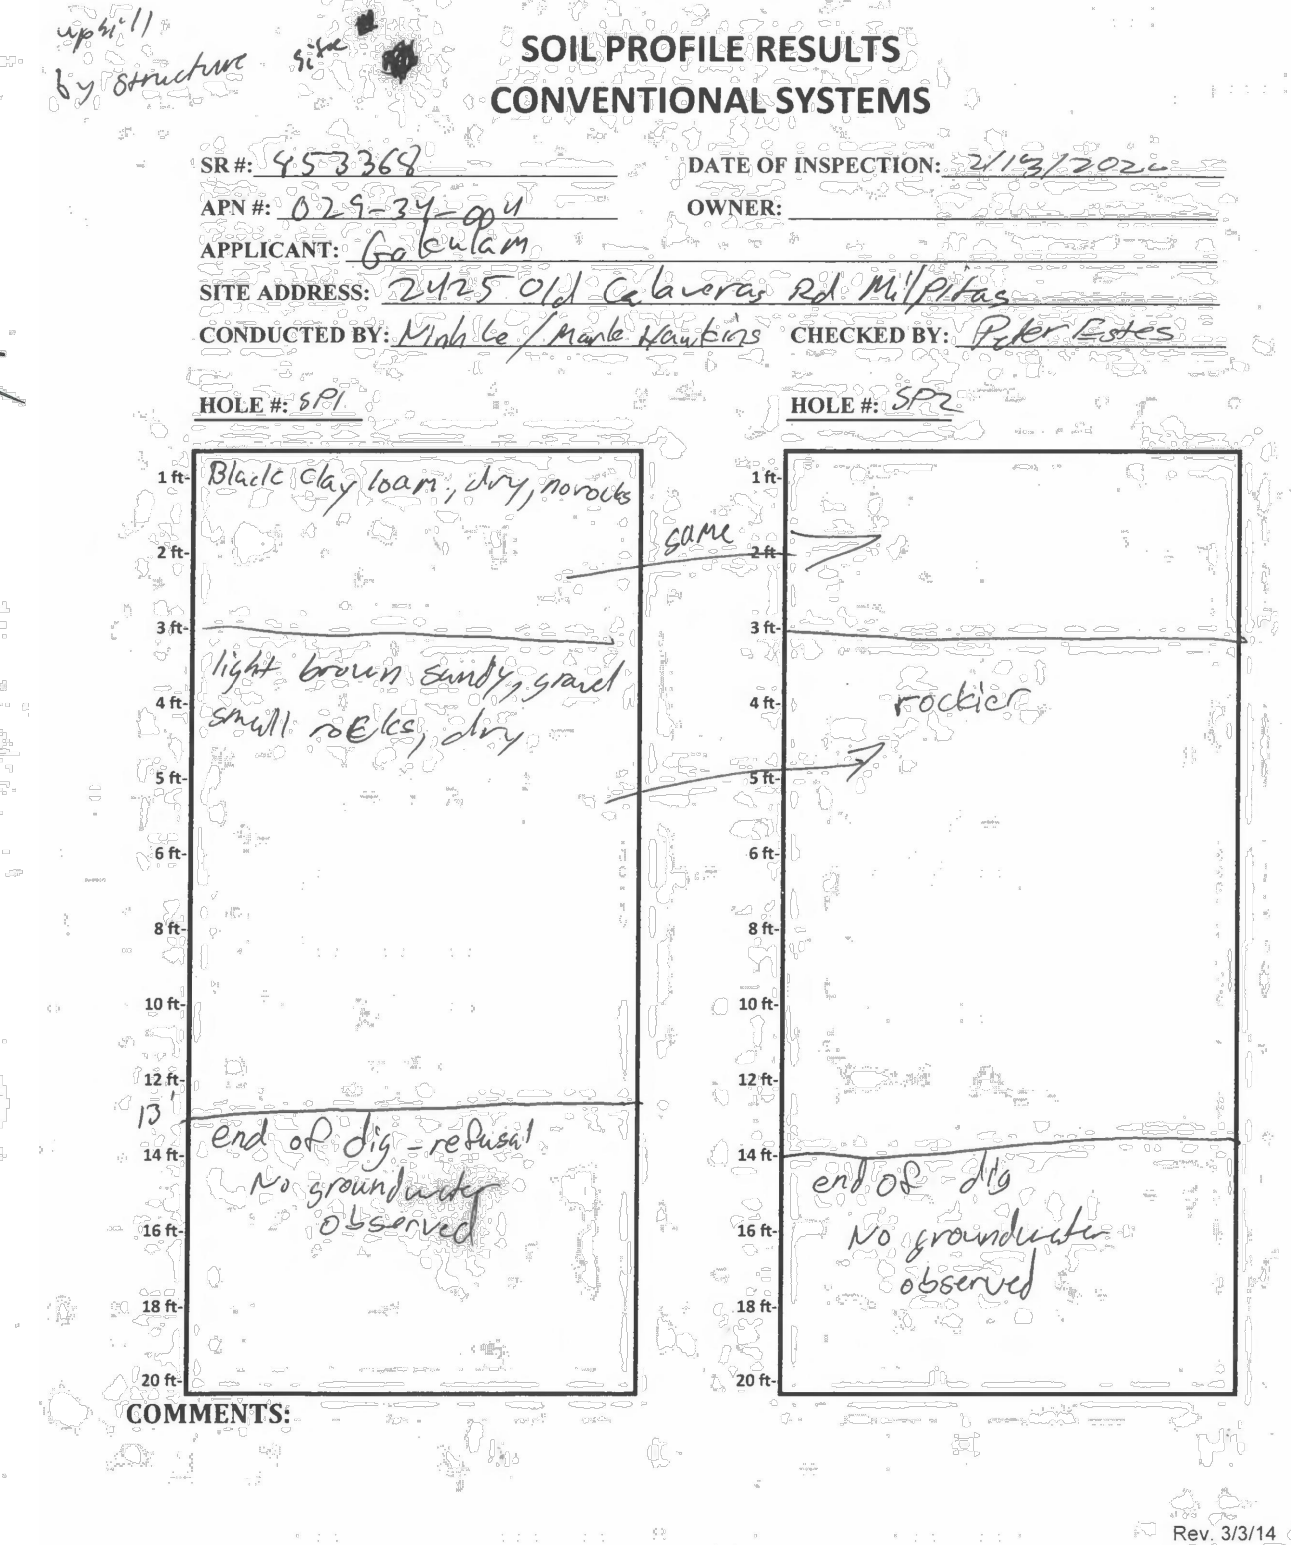 uphill
by structure site
SOIL PROFILE RESULTS
CONVENTIONAL SYSTEMS
SR #: 453368 DATE OF INSPECTION: 2/13/2020
APN #: 029-34-004 OWNER:
APPLICANT: Gokulam
SITE ADDRESS: 2425 Old Calaveras Rd Milpitas
CONDUCTED BY: Ninh Le / Mark Hawkins CHECKED BY: Peter Estes
HOLE #: SP1 HOLE #: SP2
1 ft- Black clay loam, dry, no rocks 1 ft-
same
2 ft- 2 ft-
3 ft- 3 ft-
light brown sandy, gravel
4 ft- small rocks, dry 4 ft- rockier
5 ft- 5 ft-
6 ft- 6 ft-
8 ft- 8 ft-
10 ft- 10 ft-
12 ft- 12 ft-
13'
end of dig - refusal
14 ft- 14 ft-
No groundwater end of dig
observed
16 ft- 16 ft- No groundwater
observed
18 ft- 18 ft-
20 ft- 20 ft-
COMMENTS:
Rev. 3/3/14